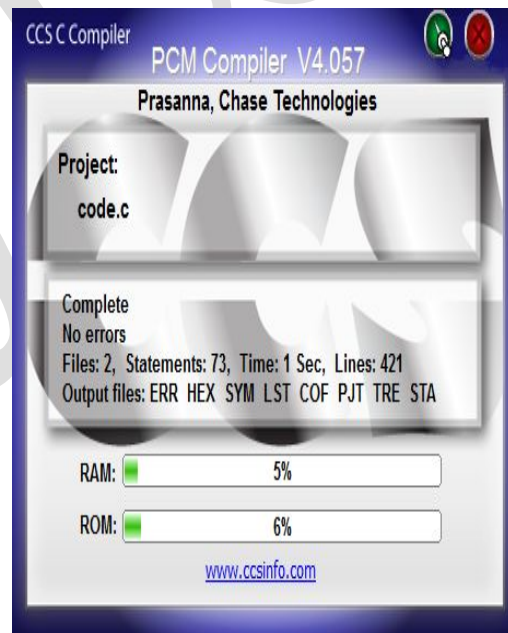 CCS C Compiler
PCM Compiler V4.057
Prasanna, Chase Technologies
Project:
code.c
Complete
No errors
Files: 2, Statements: 73, Time: 1 Sec, Lines: 421
Output files: ERR HEX SYM LST COF PJT TRE STA
RAM: 5%
ROM: 6%
www.ccsinfo.com